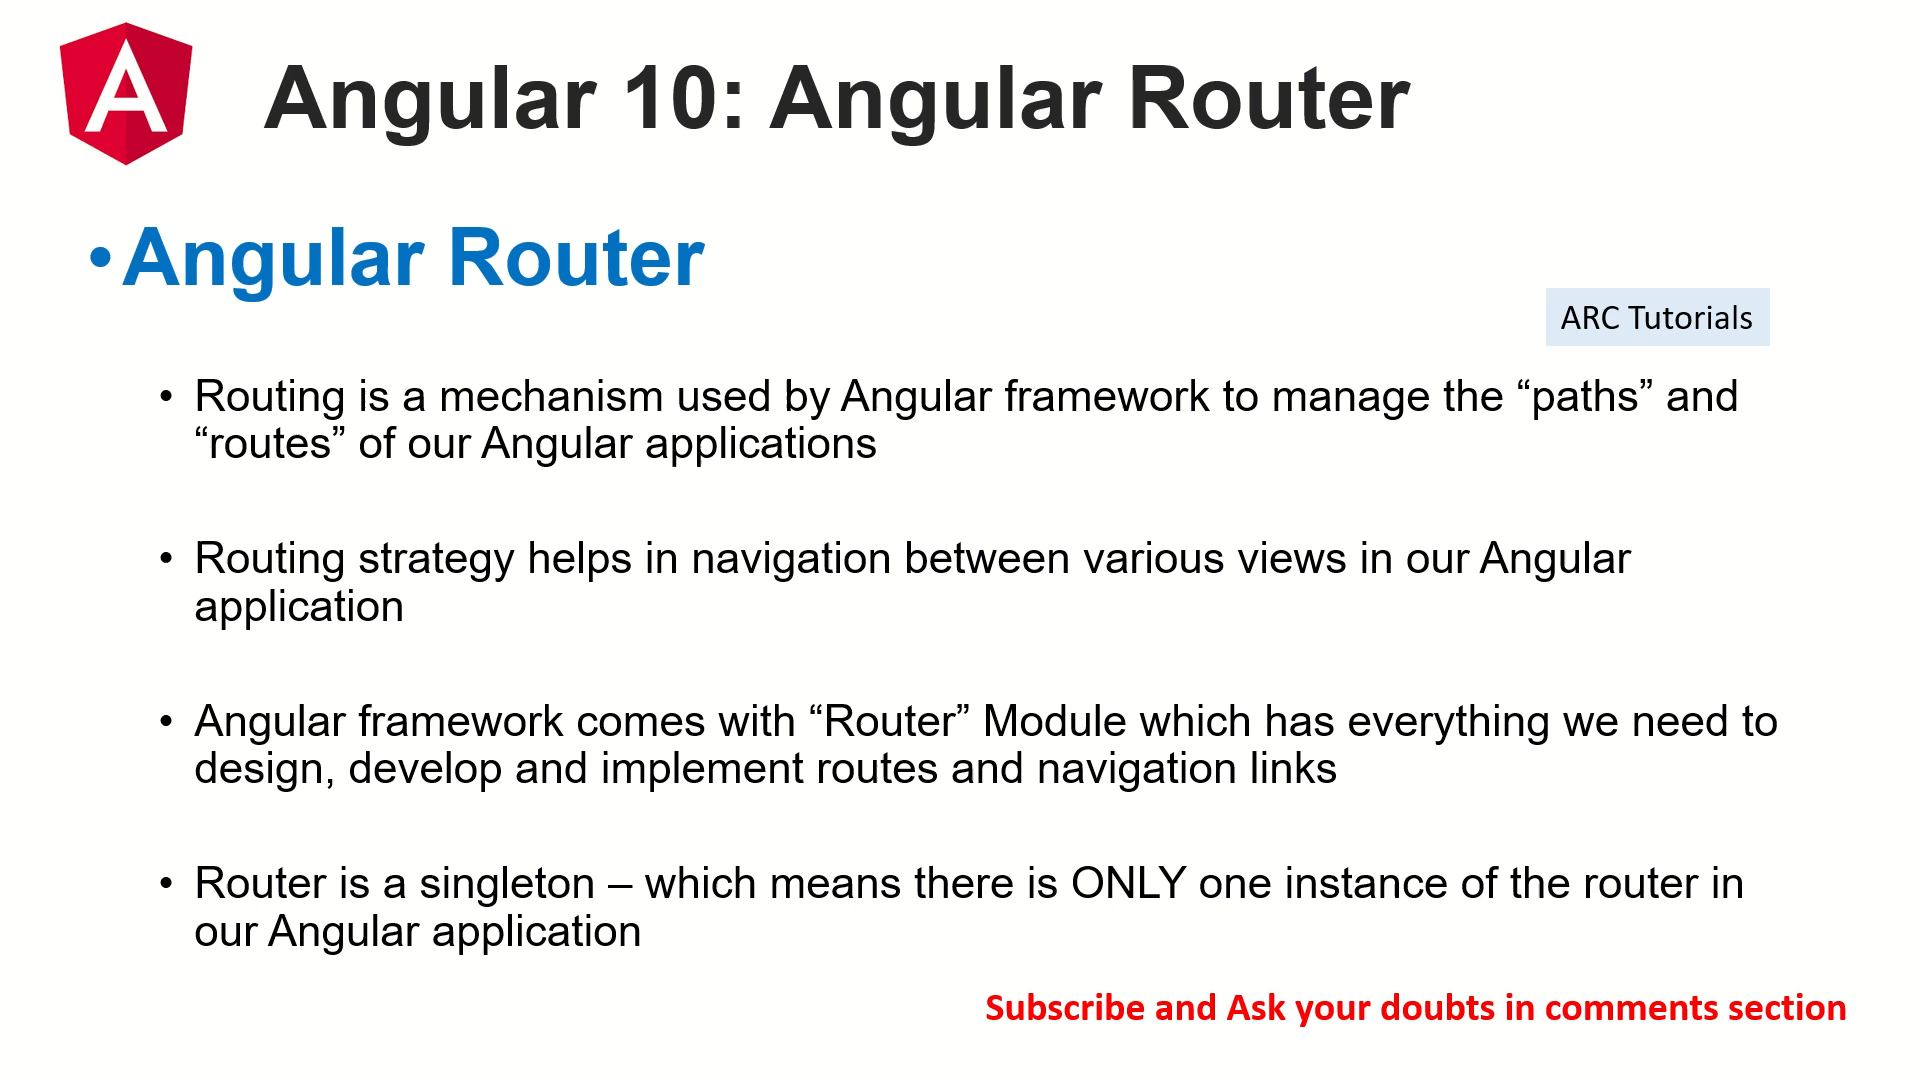 Angular 10: Angular Router
•Angular Router
ARC Tutorials
• Routing is a mechanism used by Angular framework to manage the “paths” and
“routes” of our Angular applications
• Routing strategy helps in navigation between various views in our Angular
application
• Angular framework comes with “Router” Module which has everything we need to
design, develop and implement routes and navigation links
• Router is a singleton – which means there is ONLY one instance of the router in
our Angular application
Subscribe and Ask your doubts in comments section